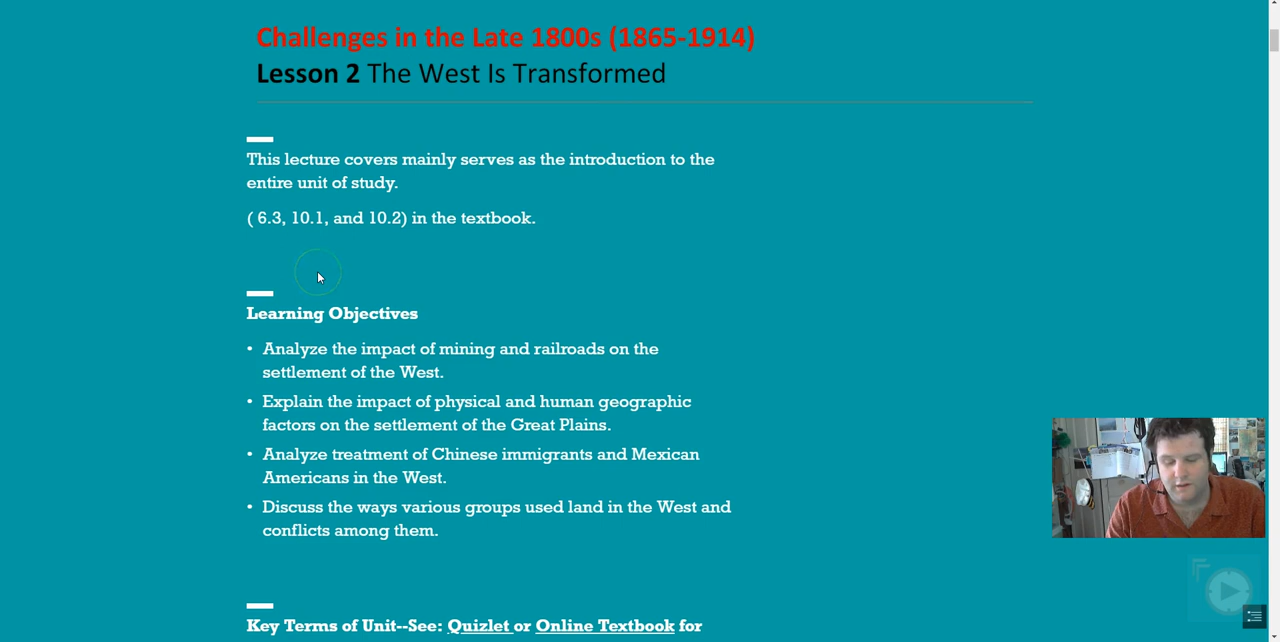 Challenges in the Late 1800s (1865-1914)
Lesson 2 The West Is Transformed
This lecture covers mainly serves as the introduction to the
entire unit of study.
( 6.3, 10.1, and 10.2) in the textbook.
Learning Objectives
• Analyze the impact of mining and railroads on the
settlement of the West.
• Explain the impact of physical and human geographic
factors on the settlement of the Great Plains.
• Analyze treatment of Chinese immigrants and Mexican
Americans in the West.
• Discuss the ways various groups used land in the West and
conflicts among them.
Key Terms of Unit--See: Quizlet or Online Textbook for